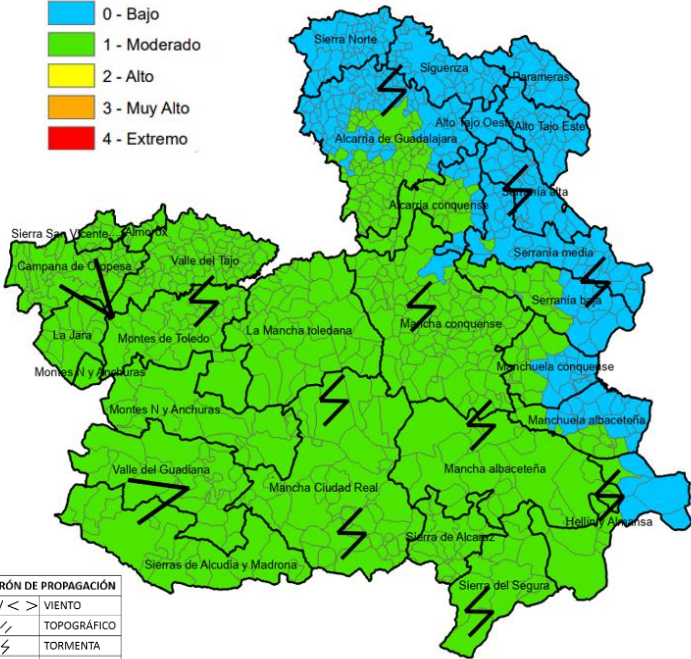 0 - Bajo
1 - Moderado
2 - Alto
3 - Muy Alto
4 - Extremo
Sierra Norte
Siguenza
Parameras
Alto Tajo Oeste
Alto Tajo Este
Alcarria de Guadalajara
Serranía alta
Alcarria conquense
Sierra San Vicente
Almorox
Campana de Oropesa
Valle del Tajo
Serranía media
Serranía baja
La Jara
Montes de Toledo
La Mancha toledana
Mancha conquense
Montes N y Anchuras
Manchuela conquense
Montes N y Anchuras
Manchuela albaceteña
Valle del Guadiana
Mancha albaceteña
Mancha Ciudad Real
Hellín y Almansa
Sierra de Alcaraz
Sierras de Alcudia y Madrona
Sierra del Segura
RÓN DE PROPAGACIÓN
VIENTO
TOPOGRÁFICO
TORMENTA